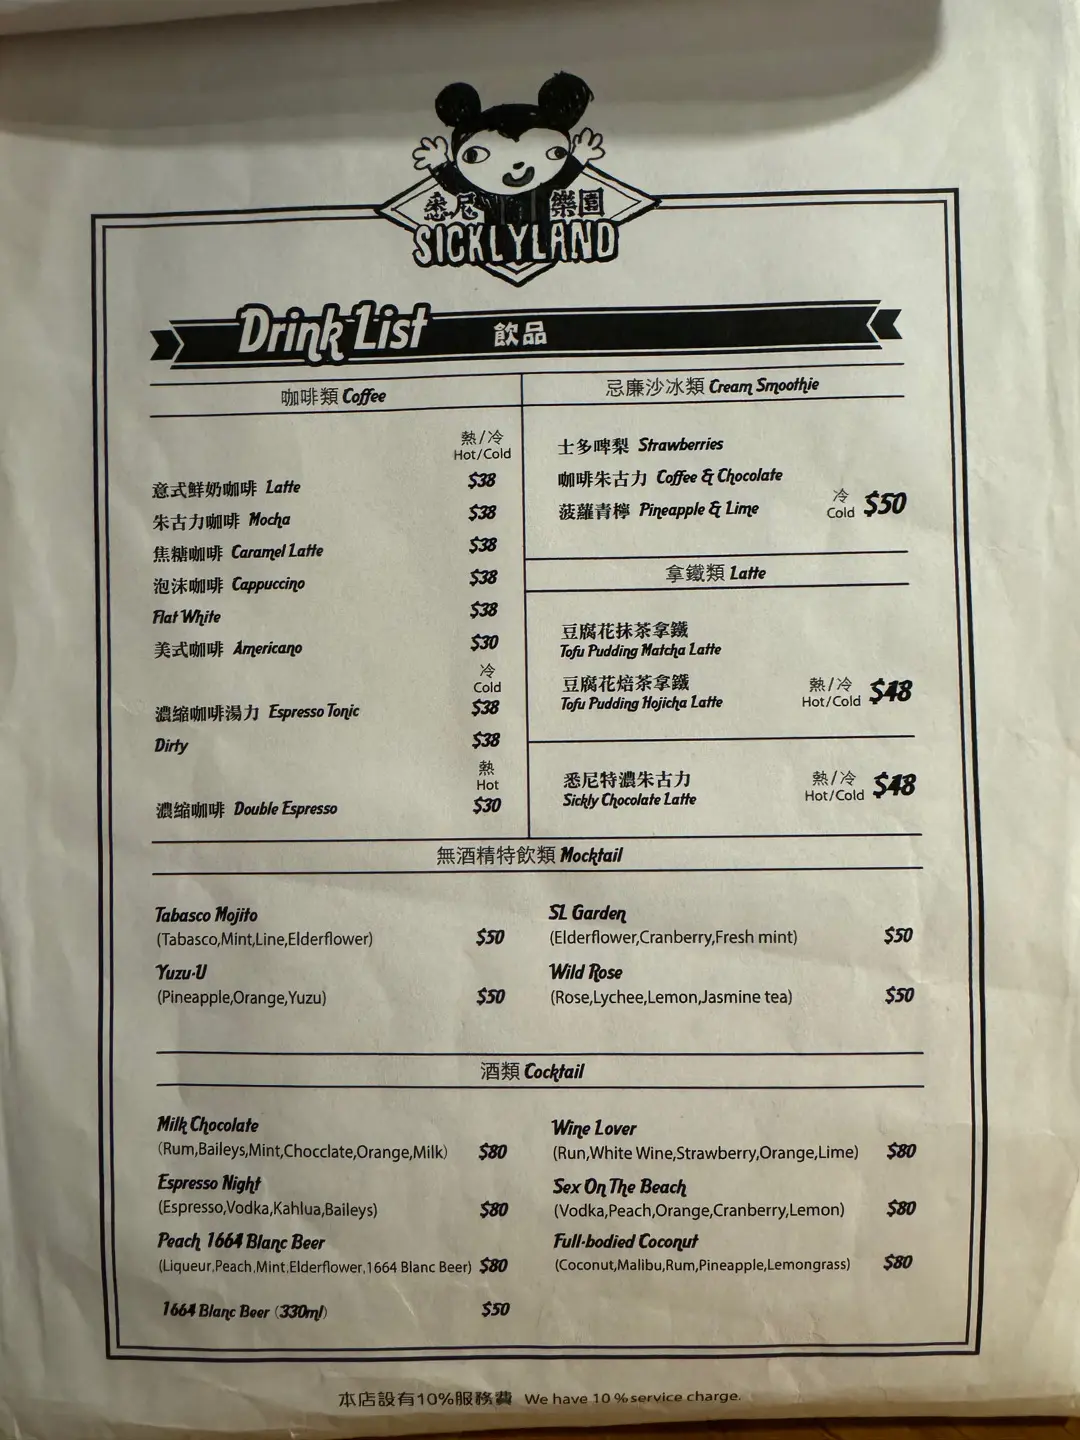 悉尼 樂園
SICKLYLAND
Drink List 飲品
咖啡類 Coffee
熱/冷
Hot/Cold
意式鮮奶咖啡 Latte $38
朱古力咖啡 Mocha $38
焦糖咖啡 Caramel Latte $38
泡沫咖啡 Cappuccino $38
Flat White $38
美式咖啡 Americano $30
冷
Cold
濃縮咖啡湯力 Espresso Tonic $38
Dirty $38
熱
Hot
濃縮咖啡 Double Espresso $30
忌廉沙冰類 Cream Smoothie
士多啤梨 Strawberries
咖啡朱古力 Coffee & Chocolate
菠蘿青檸 Pineapple & Lime
冷
Cold $50
拿鐵類 Latte
豆腐花抹茶拿鐵
Tofu Pudding Matcha Latte
豆腐花焙茶拿鐵
Tofu Pudding Hojicha Latte
熱/冷
Hot/Cold $48
悉尼特濃朱古力
Sickly Chocolate Latte
熱/冷
Hot/Cold $48
無酒精特飲類 Mocktail
Tabasco Mojito
(Tabasco,Mint,Line,Elderflower) $50
Yuzu-U
(Pineapple,Orange,Yuzu) $50
SL Garden
(Elderflower,Cranberry,Fresh mint) $50
Wild Rose
(Rose,Lychee,Lemon,Jasmine tea) $50
酒類 Cocktail
Milk Chocolate
(Rum,Baileys,Mint,Chocclate,Orange,Milk) $80
Espresso Night
(Espresso,Vodka,Kahlua,Baileys) $80
Peach 1664 Blanc Beer
(Liqueur,Peach,Mint,Elderflower,1664 Blanc Beer) $80
1664 Blanc Beer (330ml) $50
Wine Lover
(Run,White Wine,Strawberry,Orange,Lime) $80
Sex On The Beach
(Vodka,Peach,Orange,Cranberry,Lemon) $80
Full-bodied Coconut
(Coconut,Malibu,Rum,Pineapple,Lemongrass) $80
本店設有10%服務費 We have 10 % service charge.